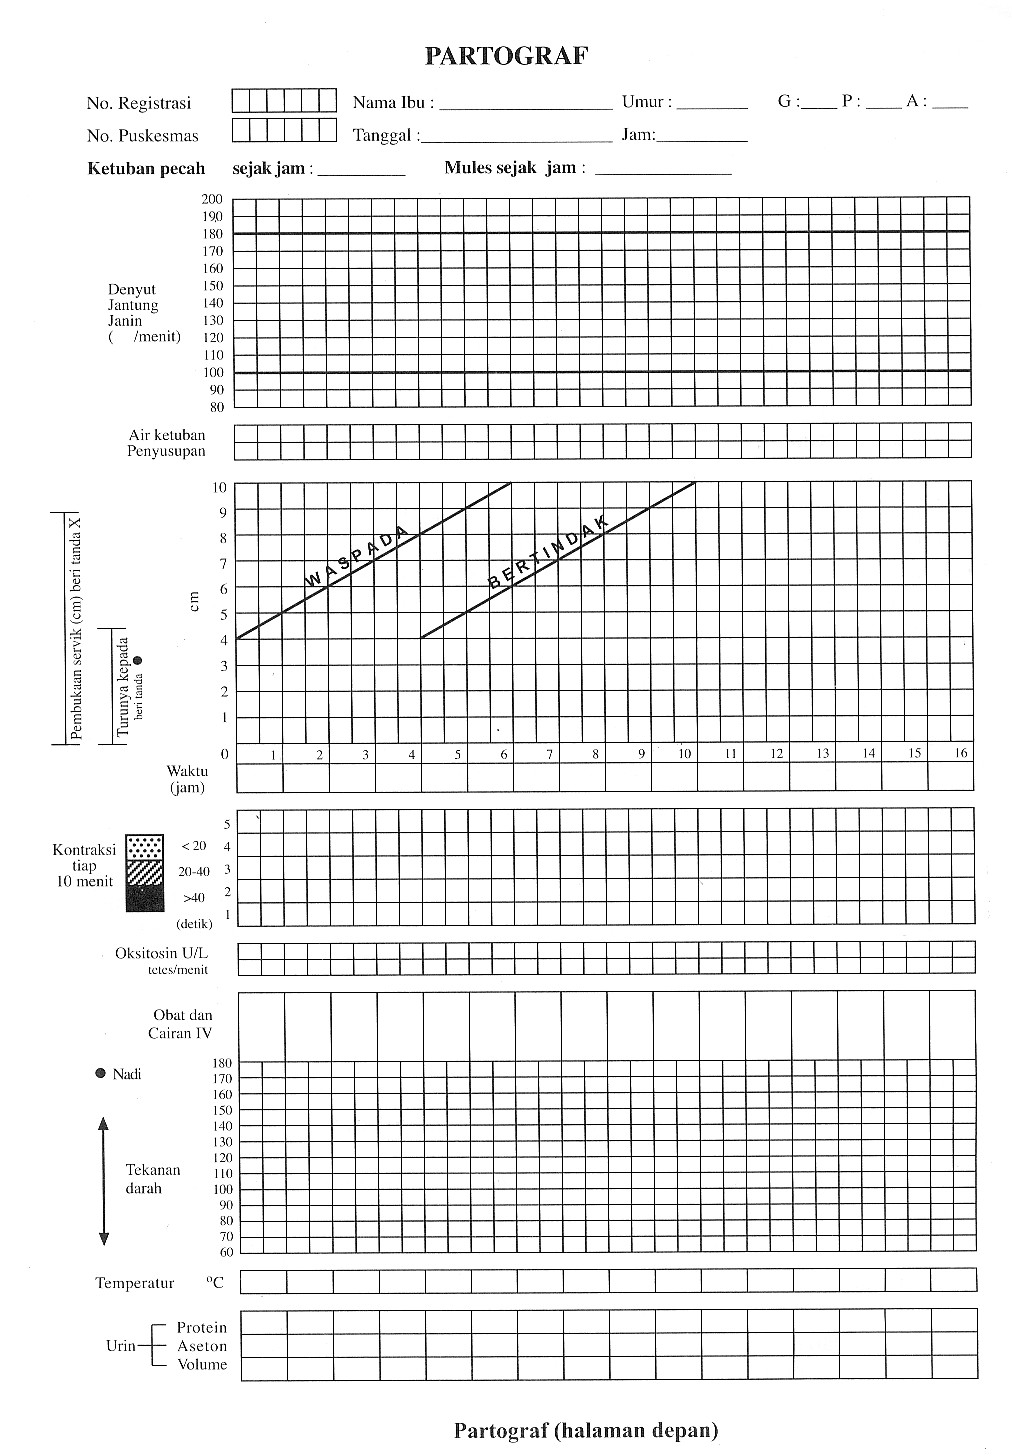 PARTOGRAF
No. Registrasi Nama Ibu : Umur : G : P : A :
No. Puskesmas Tanggal : Jam:
Ketuban pecah sejak jam : Mules sejak jam :
200
190
180
170
160
Denyut 150
Jantung 140
Janin 130
( /menit) 120
110
100
90
80
Air ketuban
Penyusupan
10
9
8
7
6
5
4
3
2
1
0
cm
WASPADA
BERTINDAK
Pembukaan servik (cm) beri tanda X
Turunya kepada
beri tanda ●
1 2 3 4 5 6 7 8 9 10 11 12 13 14 15 16
Waktu
(jam)
Kontraksi
tiap
10 menit
< 20
20-40
>40
(detik)
5
4
3
2
1
Oksitosin U/L
tetes/menit
Obat dan
Cairan IV
● Nadi
Tekanan
darah
180
170
160
150
140
130
120
110
100
90
80
70
60
Temperatur °C
Urin
Protein
Aseton
Volume
Partograf (halaman depan)